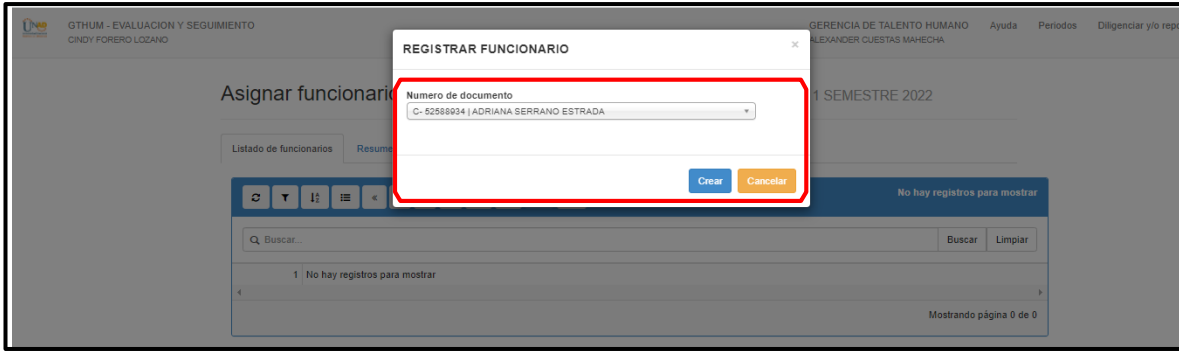 GTHUM - EVALUACION Y SEGUIMIENTO
CINDY FORERO LOZANO
GERENCIA DE TALENTO HUMANO
ALEXANDER CUESTAS MAHECHA
Ayuda
Periodos
Diligenciar y/o repo
REGISTRAR FUNCIONARIO
×
Asignar funcionario
1 SEMESTRE 2022
Numero de documento
C- 52588934 | ADRIANA SERRANO ESTRADA
Listado de funcionarios
Resume
Crear
Cancelar
No hay registros para mostrar
Buscar...
Buscar
Limpiar
1 No hay registros para mostrar
Mostrando página 0 de 0